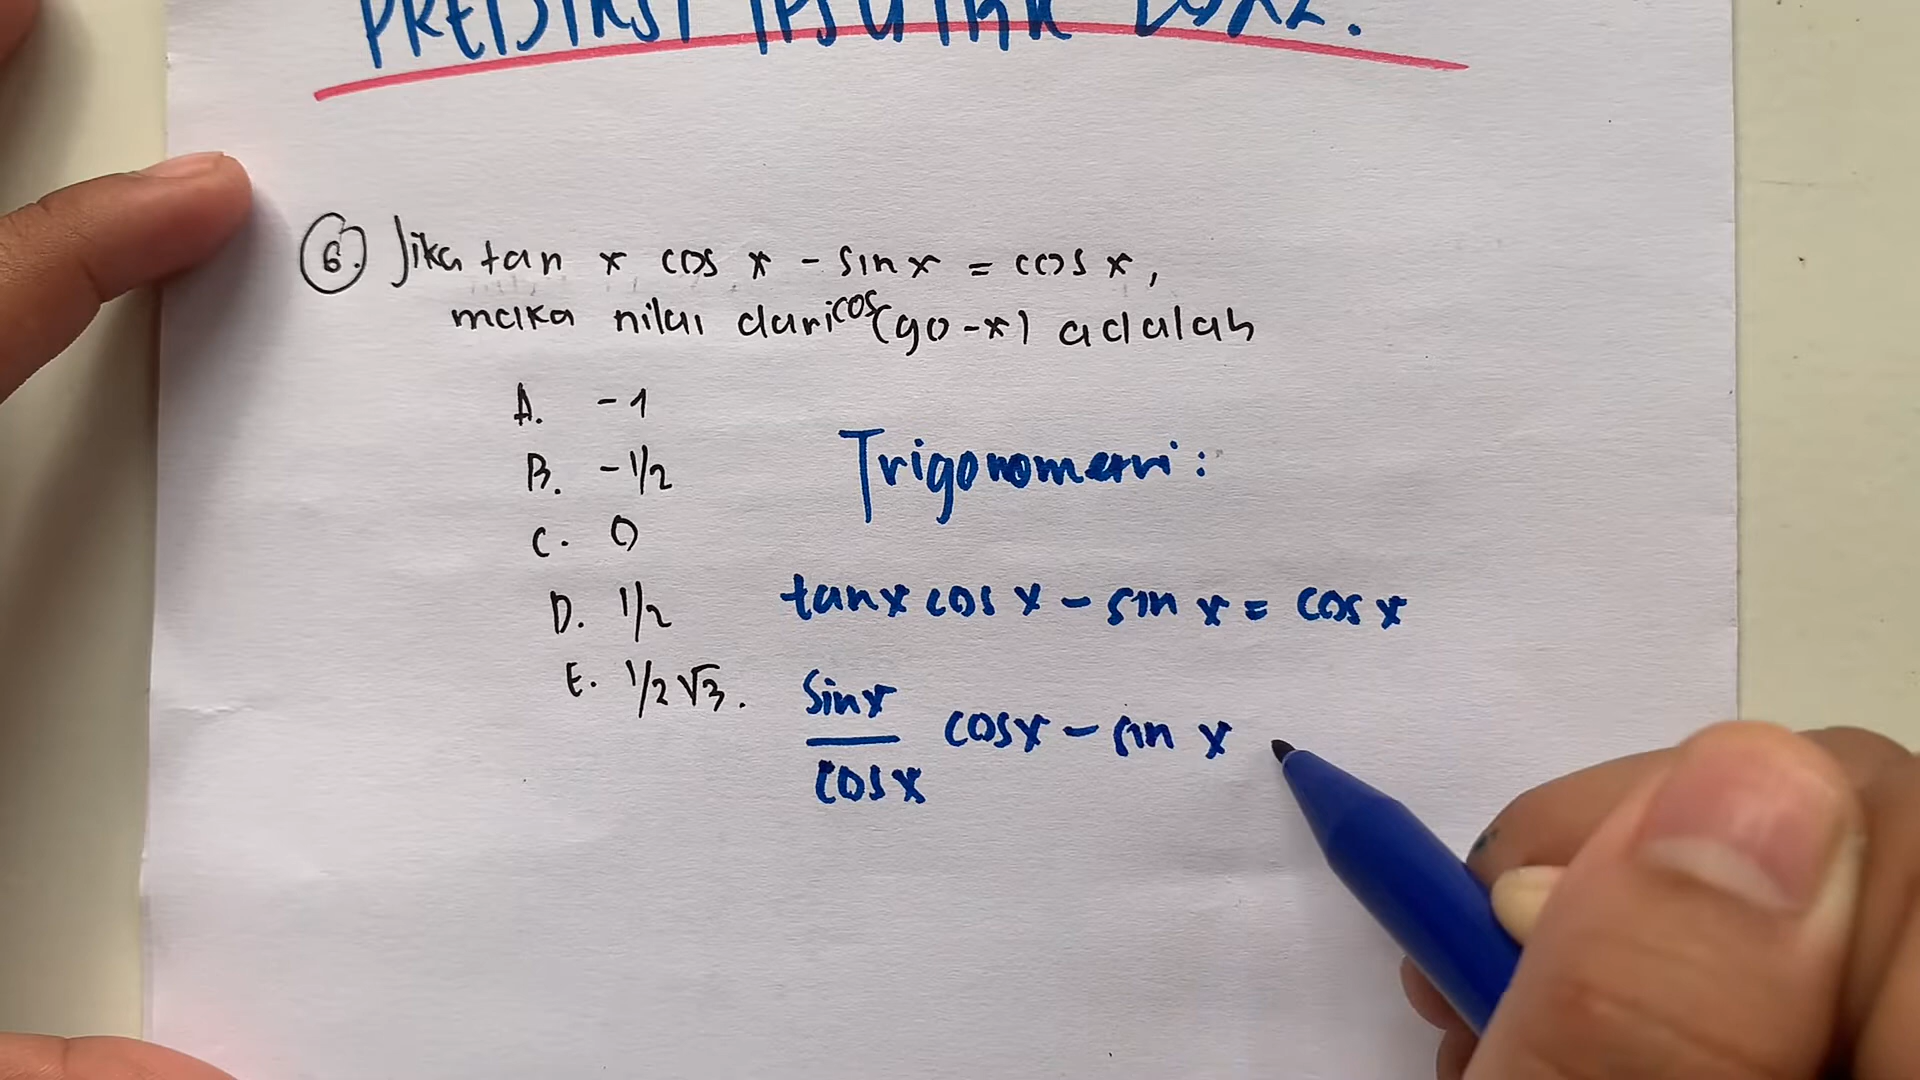 6. Jika tan x cos x - sin x = cos x,
maka nilai dari cos (90 - x) adalah
A. -1
B. -1/2
C. 0
D. 1/2
E. 1/2 √3.
Trigonometri:
tan x cos x - sin x = cos x
sin x
cos x
cos x - sin x